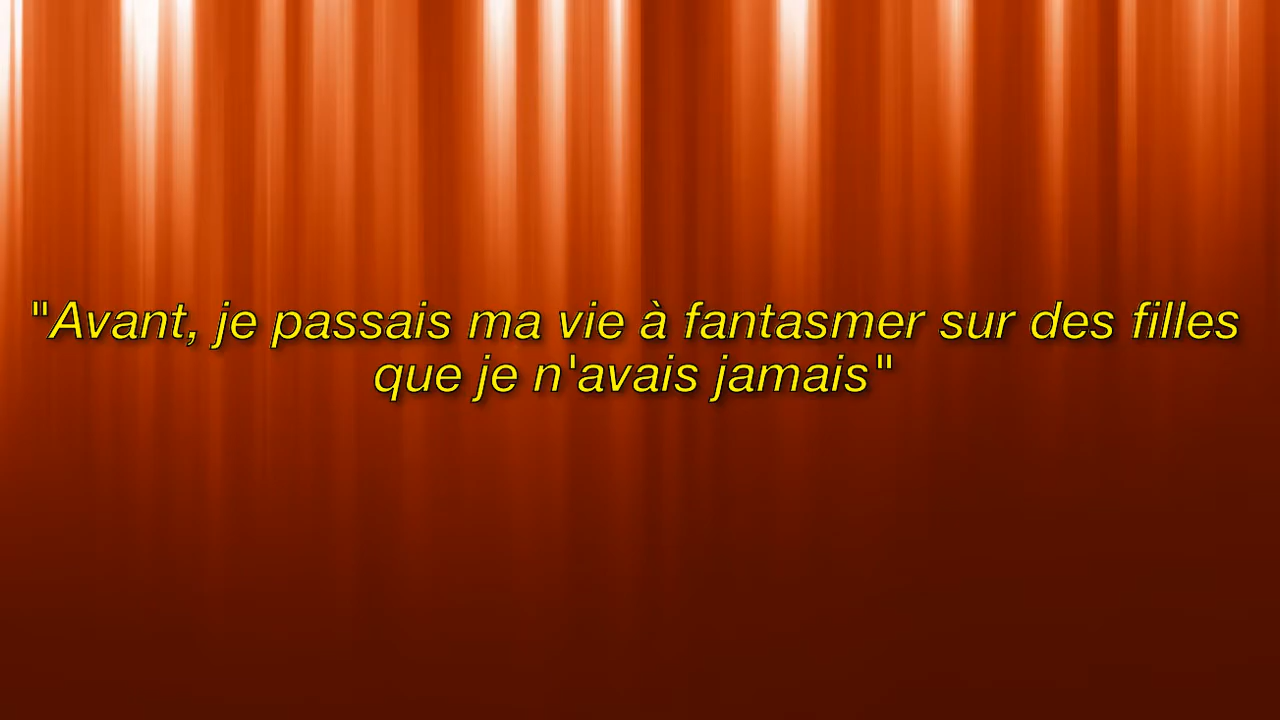 "Avant, je passais ma vie à fantasmer sur des filles
que je n'avais jamais"